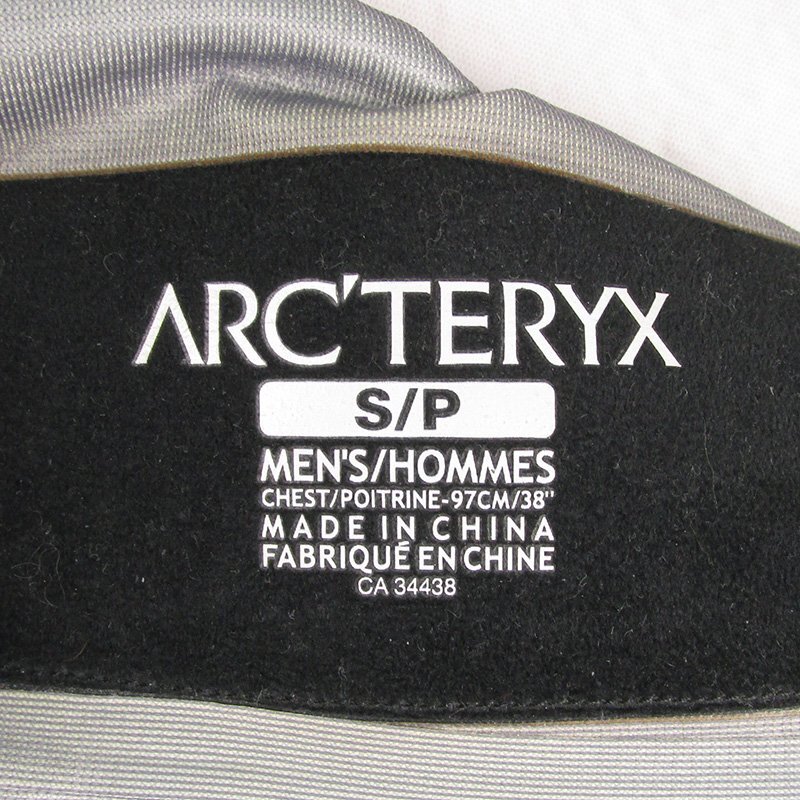 ARC'TERYX
S/P
MEN'S/HOMMES
CHEST/POITRINE-97CM/38"
MADE IN CHINA
FABRIQUÉ EN CHINE
CA 34438